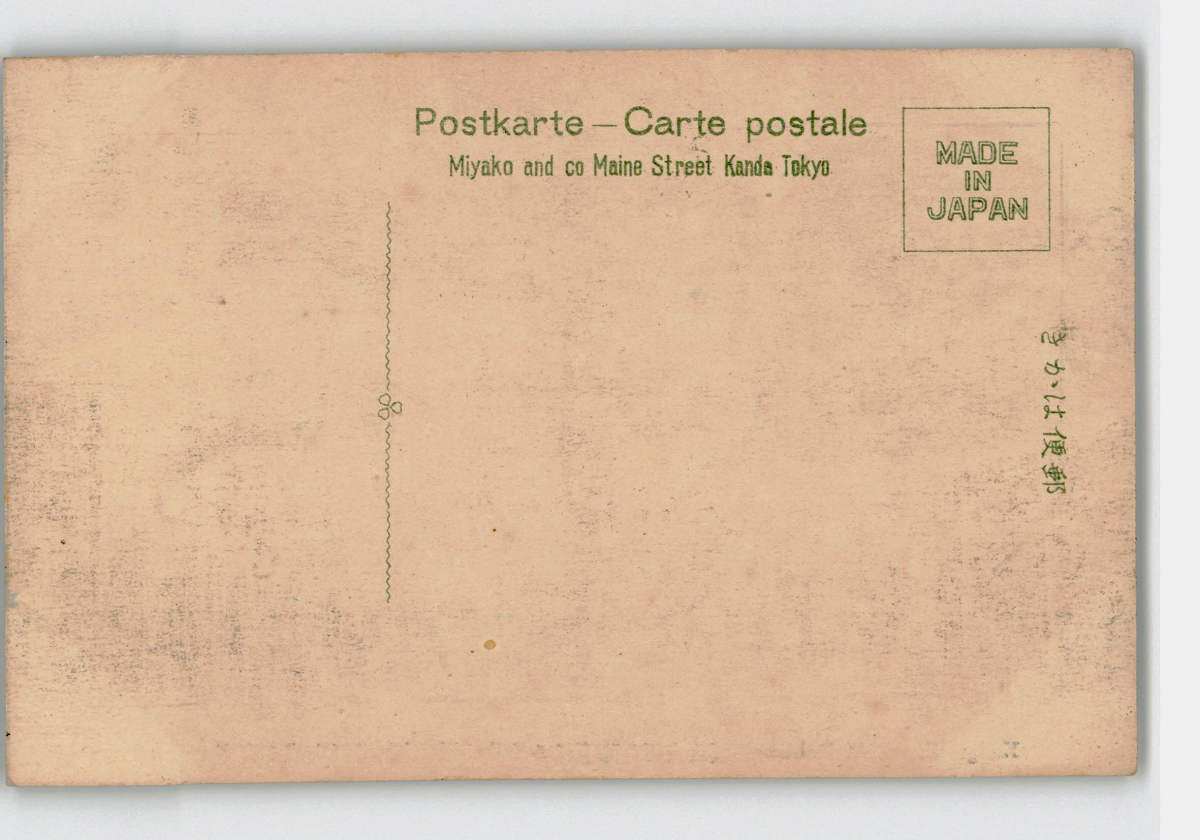 Postkarte — Carte postale
Miyako and co Maine Street Kanda Tokyo
MADE
IN
JAPAN
郵便はかき